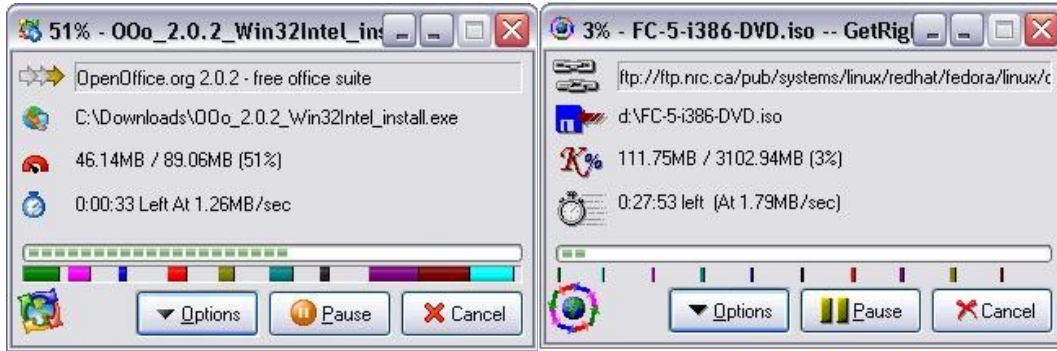 51% - OOo_2.0.2_Win32Intel_ins
OpenOffice.org 2.0.2 - free office suite
C:\Downloads\OOo_2.0.2_Win32Intel_install.exe
46.14MB / 89.06MB (51%)
0:00:33 Left At 1.26MB/sec
Options
Pause
Cancel
3% - FC-5-i386-DVD.iso -- GetRig
ftp://ftp.nrc.ca/pub/systems/linux/redhat/fedora/linux/c
d:\FC-5-i386-DVD.iso
K%
111.75MB / 3102.94MB (3%)
0:27:53 left (At 1.79MB/sec)
Options
Pause
Cancel